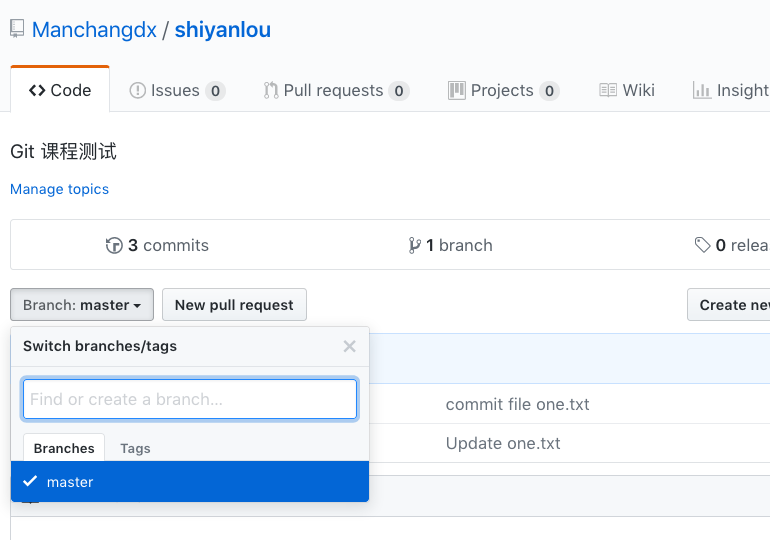 Manchangdx / shiyanlou
Code Issues 0 Pull requests 0 Projects 0 Wiki Insight
Git 课程测试
Manage topics
3 commits 1 branch 0 relea
Branch: master New pull request Create new
Switch branches/tags
Find or create a branch...
commit file one.txt
Update one.txt
Branches Tags
master